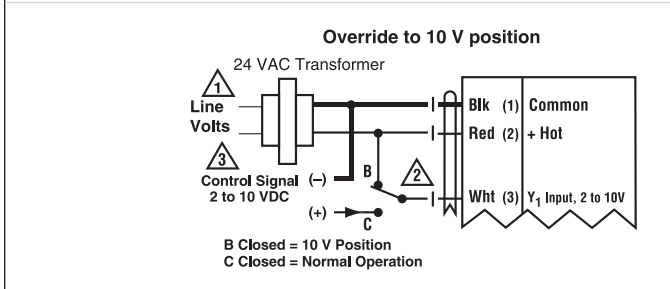 Override to 10 V position
24 VAC Transformer
1
Line
Volts
Blk (1) Common
Red (2) + Hot
3
Control Signal (–)
2 to 10 VDC
B
2
Wht (3) Y1 Input, 2 to 10V
(+)
C
B Closed = 10 V Position
C Closed = Normal Operation